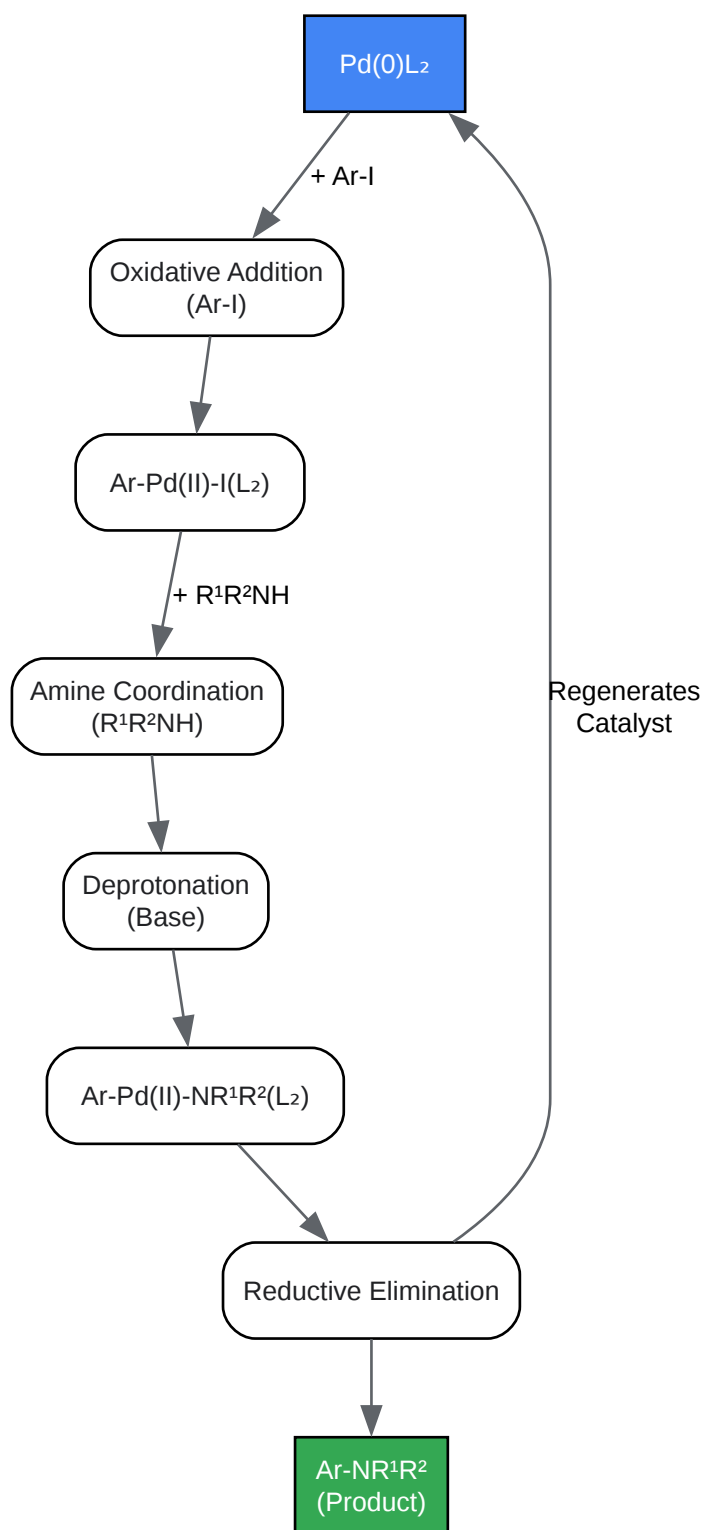 Pd(0)L₂
+ Ar-I
Oxidative Addition
(Ar-I)
Ar-Pd(II)-I(L₂)
+ R¹R²NH
Amine Coordination
(R¹R²NH)
Regenerates
Catalyst
Deprotonation
(Base)
Ar-Pd(II)-NR¹R²(L₂)
Reductive Elimination
Ar-NR¹R²
(Product)